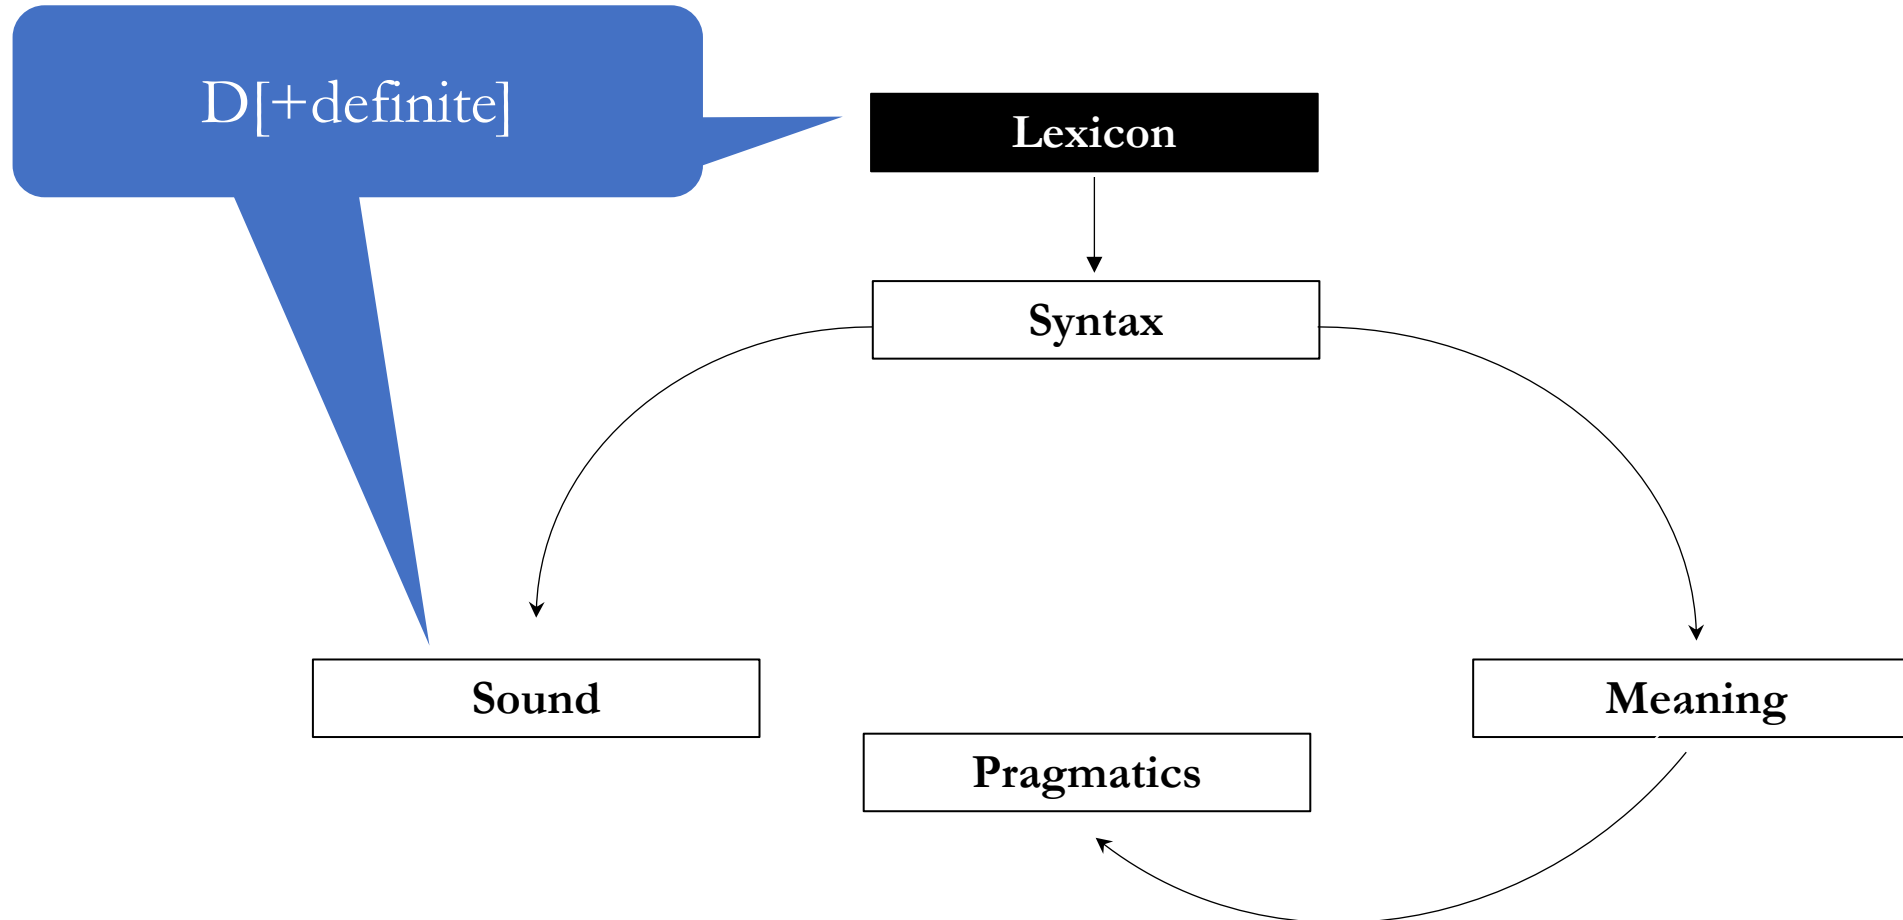 D[+definite]
Lexicon
Syntax
Sound
Meaning
Pragmatics